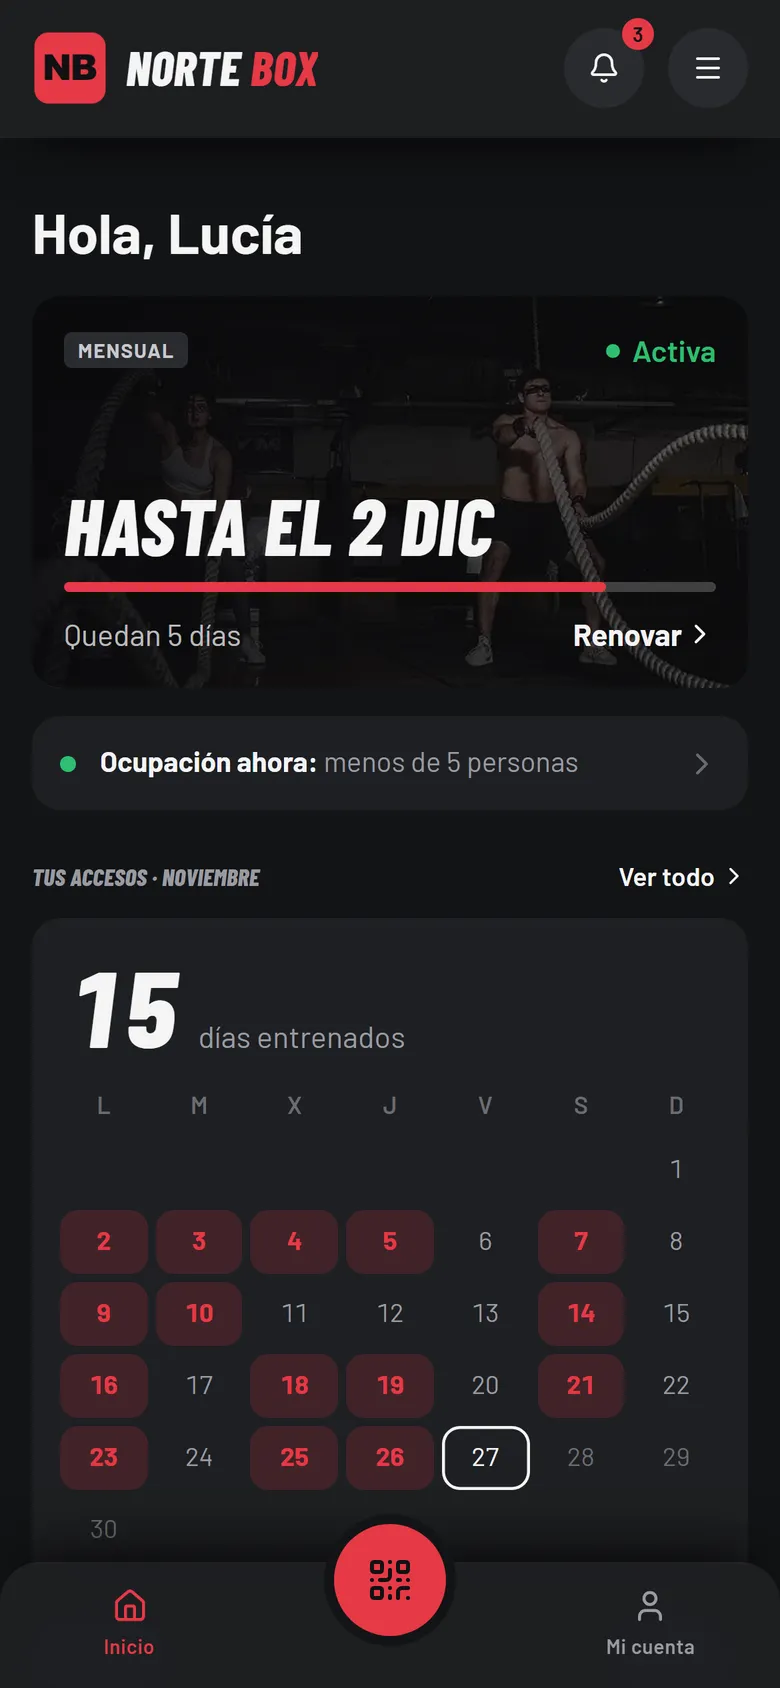 NB NORTE BOX 3
Hola, Lucía
MENSUAL Activa
HASTA EL 2 DIC
Quedan 5 días Renovar
Ocupación ahora: menos de 5 personas
TUS ACCESOS · NOVIEMBRE Ver todo
15 días entrenados
L M X J V S D
1
2 3 4 5 6 7 8
9 10 11 12 13 14 15
16 17 18 19 20 21 22
23 24 25 26 27 28 29
30
Inicio Mi cuenta